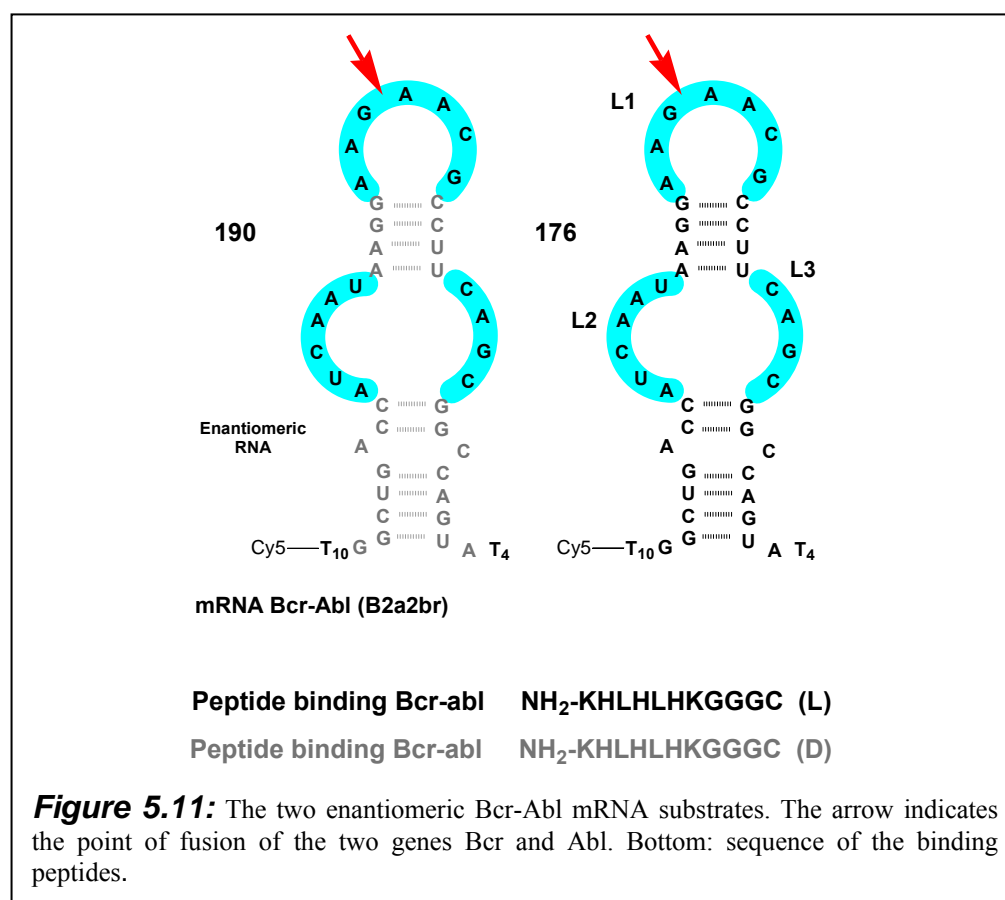 190
A A G A A C G
G C
G C
A U
A U
U C
A A
A G
C C
U
A
C G
C G
A C
G C
U A
C G
G U
Enantiomeric
RNA
Cy5 T10 G A T4
mRNA Bcr-Abl (B2a2br)
176
L1
A A G A A C G
G C
G C
A U
A U
L3
L2
U C
A A
A G
C C
U
A
C G
C G
A C
G C
U A
C G
G U
Cy5 T10 G A T4
Peptide binding Bcr-abl NH2-KHLHLHKGGGC (L)
Peptide binding Bcr-abl NH2-KHLHLHKGGGC (D)
Figure 5.11: The two enantiomeric Bcr-Abl mRNA substrates. The arrow indicates
the point of fusion of the two genes Bcr and Abl. Bottom: sequence of the binding
peptides.